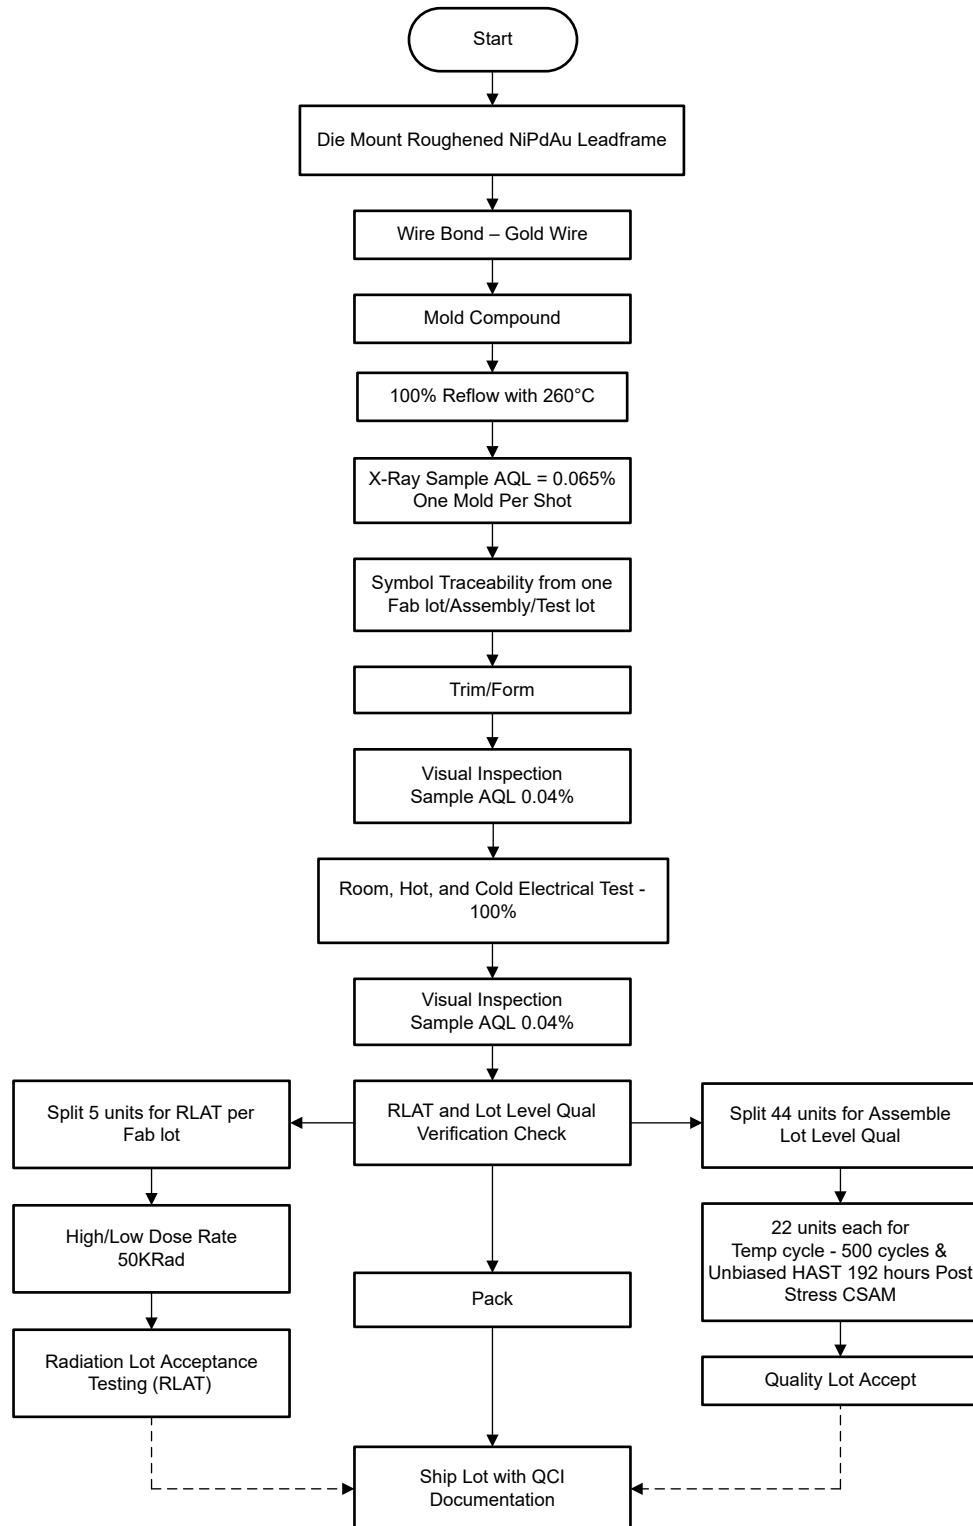 Start
Die Mount Roughened NiPdAu Leadframe
Wire Bond – Gold Wire
Mold Compound
100% Reflow with 260°C
X-Ray Sample AQL = 0.065%
One Mold Per Shot
Symbol Traceability from one
Fab lot/Assembly/Test lot
Trim/Form
Visual Inspection
Sample AQL 0.04%
Room, Hot, and Cold Electrical Test -
100%
Visual Inspection
Sample AQL 0.04%
Split 5 units for RLAT per
Fab lot
RLAT and Lot Level Qual
Verification Check
Split 44 units for Assemble
Lot Level Qual
High/Low Dose Rate
50KRad
22 units each for
Temp cycle - 500 cycles &
Unbiased HAST 192 hours Post
Stress CSAM
Pack
Radiation Lot Acceptance
Testing (RLAT)
Quality Lot Accept
Ship Lot with QCI
Documentation